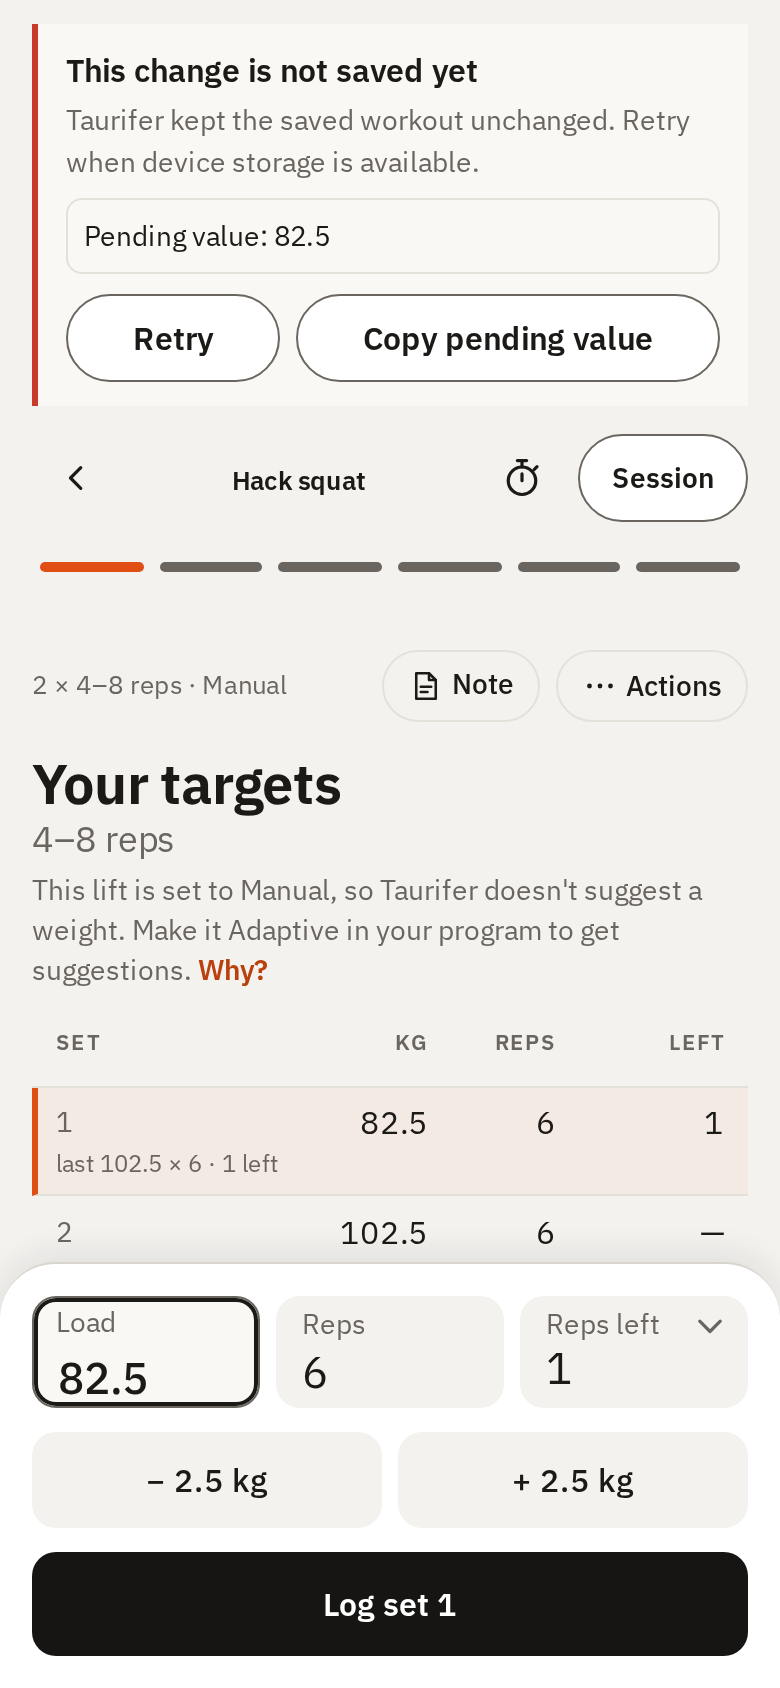 This change is not saved yet
Taurifer kept the saved workout unchanged. Retry
when device storage is available.
Pending value: 82.5
Retry
Copy pending value
Hack squat
Session
2 × 4–8 reps · Manual
Note
Actions
Your targets
4–8 reps
This lift is set to Manual, so Taurifer doesn't suggest a
weight. Make it Adaptive in your program to get
suggestions. Why?
SET KG REPS LEFT
1 82.5 6 1
last 102.5 × 6 · 1 left
2 102.5 6 —
Load
82.5
Reps
6
Reps left
1
− 2.5 kg
+ 2.5 kg
Log set 1